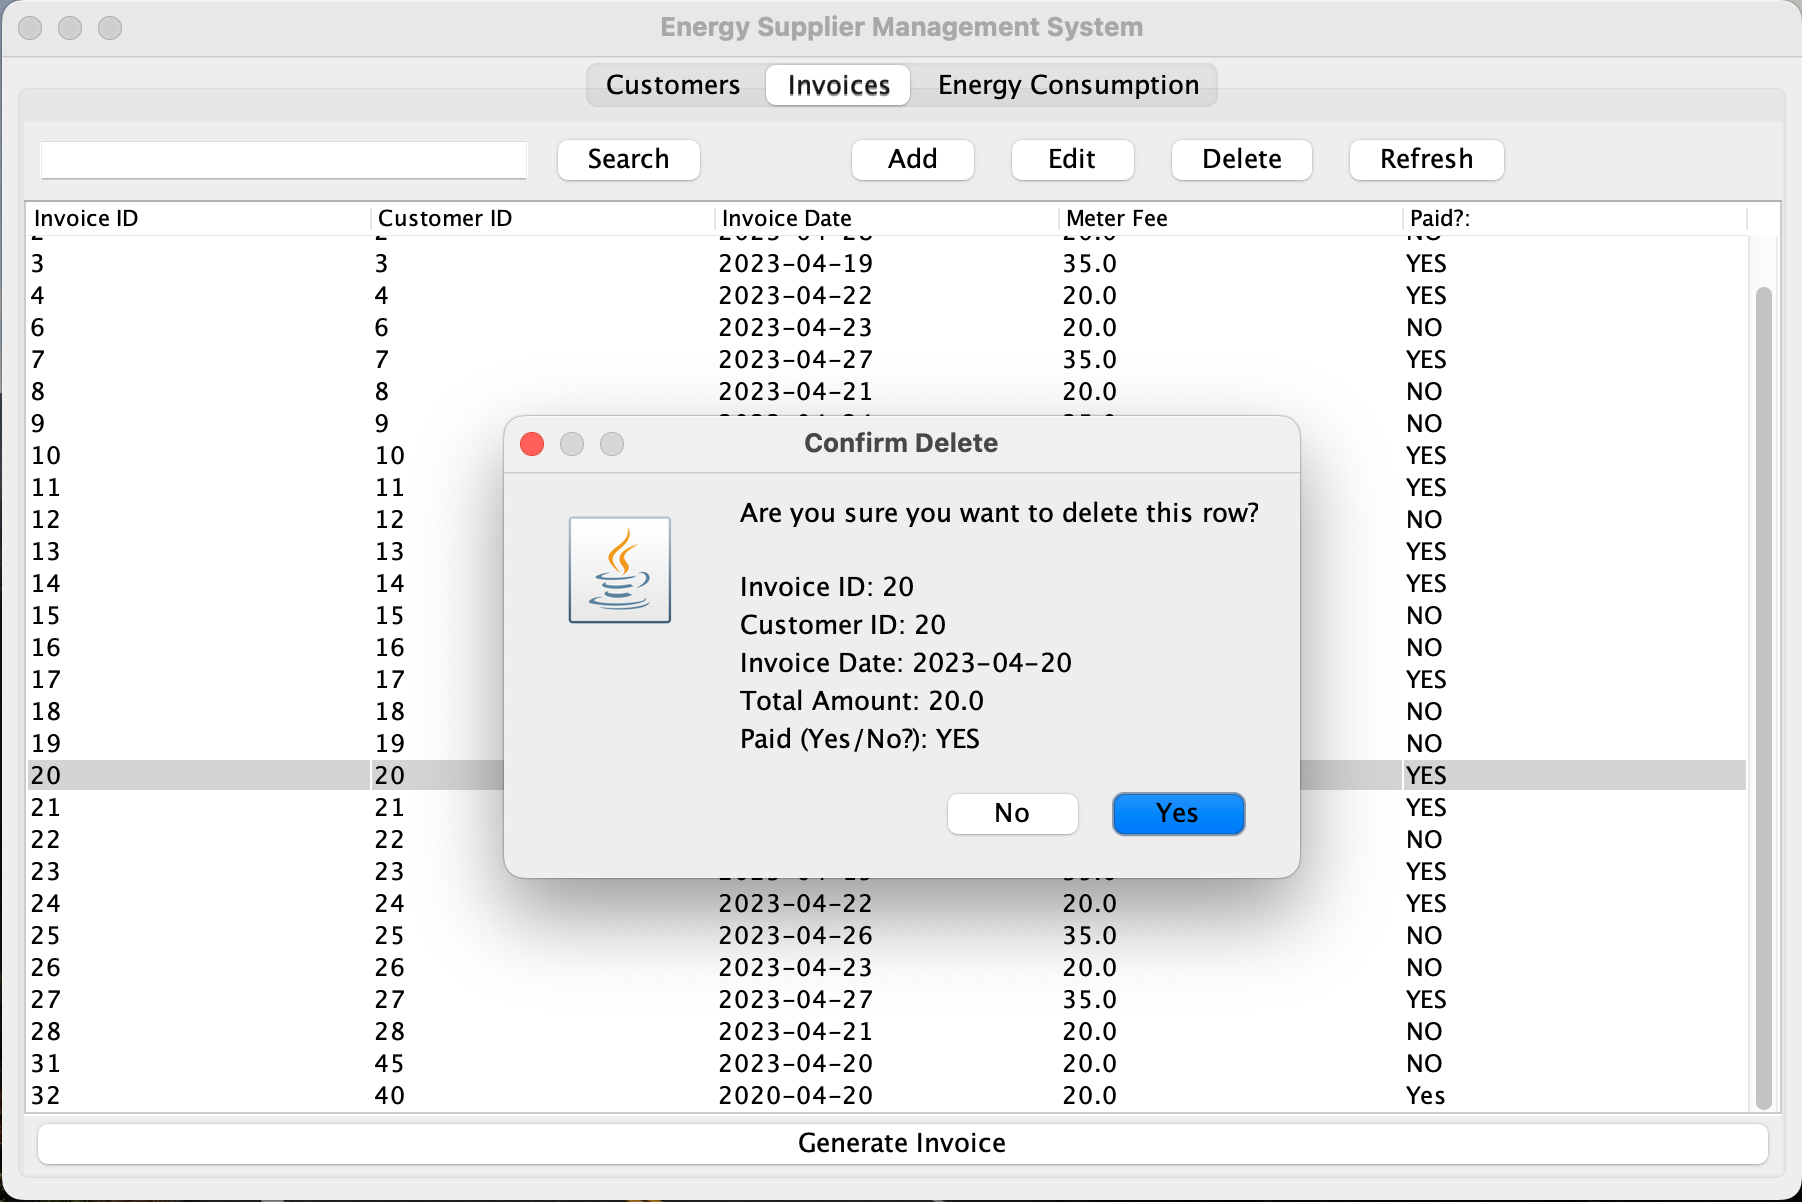 Energy Supplier Management System
Customers Invoices Energy Consumption
Search Add Edit Delete Refresh
Invoice ID Customer ID Invoice Date Meter Fee Paid?:
3 3 2023-04-19 35.0 YES
4 4 2023-04-22 20.0 YES
6 6 2023-04-23 20.0 NO
7 7 2023-04-27 35.0 YES
8 8 2023-04-21 20.0 NO
9 9 NO
10 10 YES
11 11 YES
12 12 NO
13 13 YES
14 14 YES
15 15 NO
16 16 NO
17 17 YES
18 18 NO
19 19 NO
20 20 YES
21 21 YES
22 22 NO
23 23 YES
24 24 2023-04-22 20.0 YES
25 25 2023-04-26 35.0 NO
26 26 2023-04-23 20.0 NO
27 27 2023-04-27 35.0 YES
28 28 2023-04-21 20.0 NO
31 45 2023-04-20 20.0 NO
32 40 2020-04-20 20.0 Yes
Confirm Delete
Are you sure you want to delete this row?
Invoice ID: 20
Customer ID: 20
Invoice Date: 2023-04-20
Total Amount: 20.0
Paid (Yes/No?): YES
No Yes
Generate Invoice